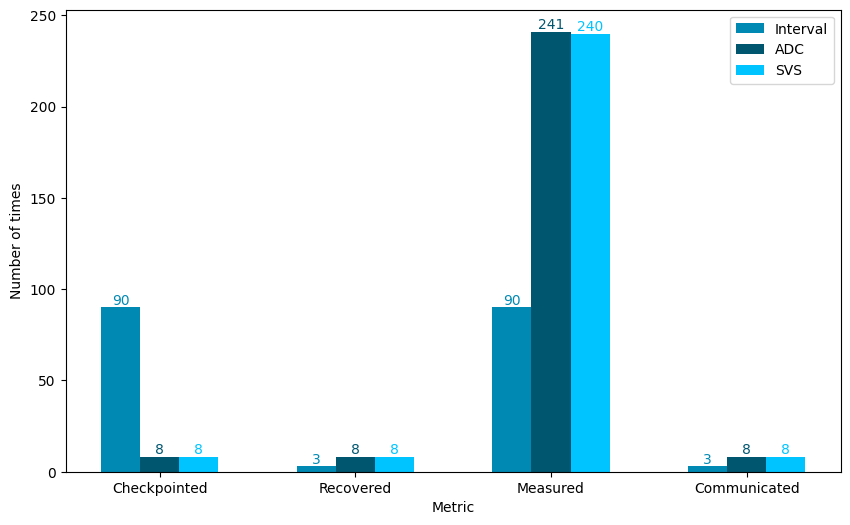 250
200
150
100
50
0
Number of times
Interval
ADC
SVS
90
8
8
3
8
8
90
241
240
3
8
8
Checkpointed
Recovered
Measured
Communicated
Metric